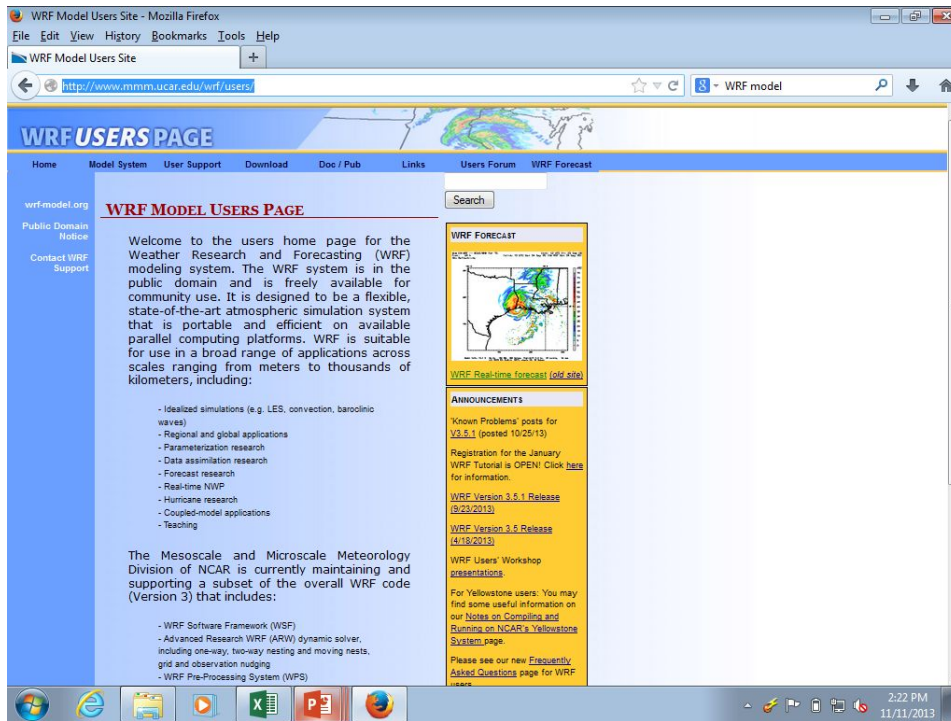 WRF Model Users Site - Mozilla Firefox
File Edit View History Bookmarks Tools Help
WRF Model Users Site
http://www.mmm.ucar.edu/wrf/users/
WRF model
WRF USERS PAGE
Home Model System User Support Download Doc / Pub Links Users Forum WRF Forecast
wrf-model.org
Public Domain
Notice
Contact WRF
Support
Search
WRF MODEL USERS PAGE
Welcome to the users home page for the
Weather Research and Forecasting (WRF)
modeling system. The WRF system is in the
public domain and is freely available for
community use. It is designed to be a flexible,
state-of-the-art atmospheric simulation system
that is portable and efficient on available
parallel computing platforms. WRF is suitable
for use in a broad range of applications across
scales ranging from meters to thousands of
kilometers, including:
- Idealized simulations (e.g. LES, convection, baroclinic
waves)
- Regional and global applications
- Parameterization research
- Data assimilation research
- Forecast research
- Real-time NWP
- Hurricane research
- Coupled-model applications
- Teaching
The Mesoscale and Microscale Meteorology
Division of NCAR is currently maintaining and
supporting a subset of the overall WRF code
(Version 3) that includes:
- WRF Software Framework (WSF)
- Advanced Research WRF (ARW) dynamic solver,
including one-way, two-way nesting and moving nests,
grid and observation nudging
- WRF Pre-Processing System (WPS)
WRF FORECAST
WRF Real-time forecast (old site)
ANNOUNCEMENTS
'Known Problems' posts for
V3.5.1 (posted 10/25/13)
Registration for the January
WRF Tutorial is OPEN! Click here
for information.
WRF Version 3.5.1 Release
(9/23/2013)
WRF Version 3.5 Release
(4/18/2013)
WRF Users' Workshop
presentations.
For Yellowstone users: You may
find some useful information on
our Notes on Compiling and
Running on NCAR's Yellowstone
System page.
Please see our new Frequently
Asked Questions page for WRF
users
2:22 PM
11/11/2013